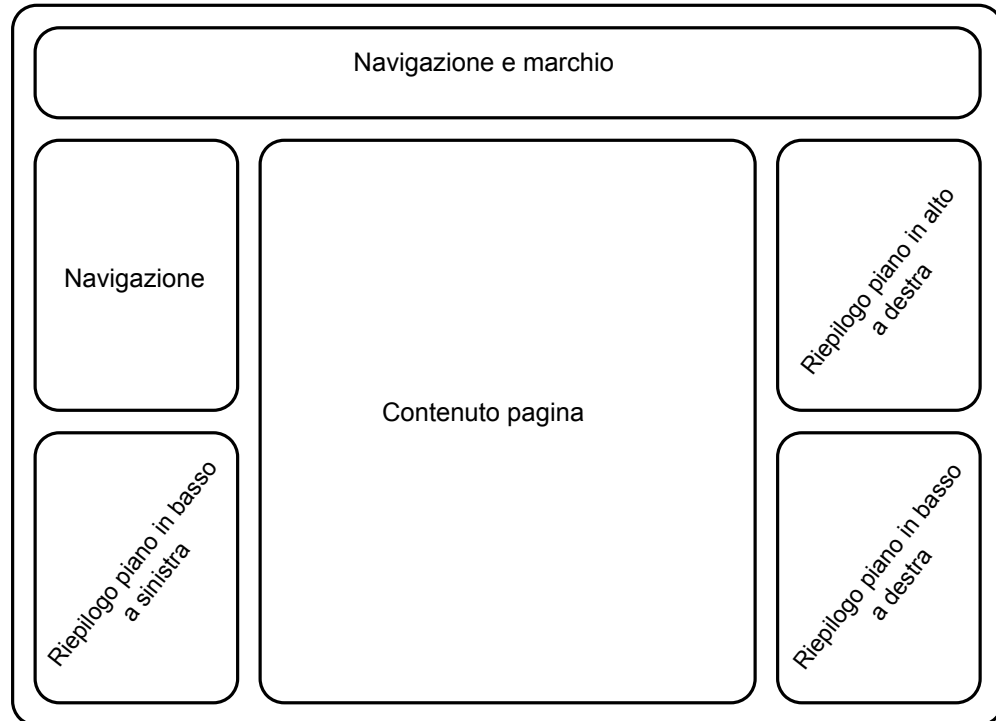 Navigazione e marchio
Navigazione
Contenuto pagina
Riepilogo piano in alto
a destra
Riepilogo piano in basso
a sinistra
Riepilogo piano in basso
a destra